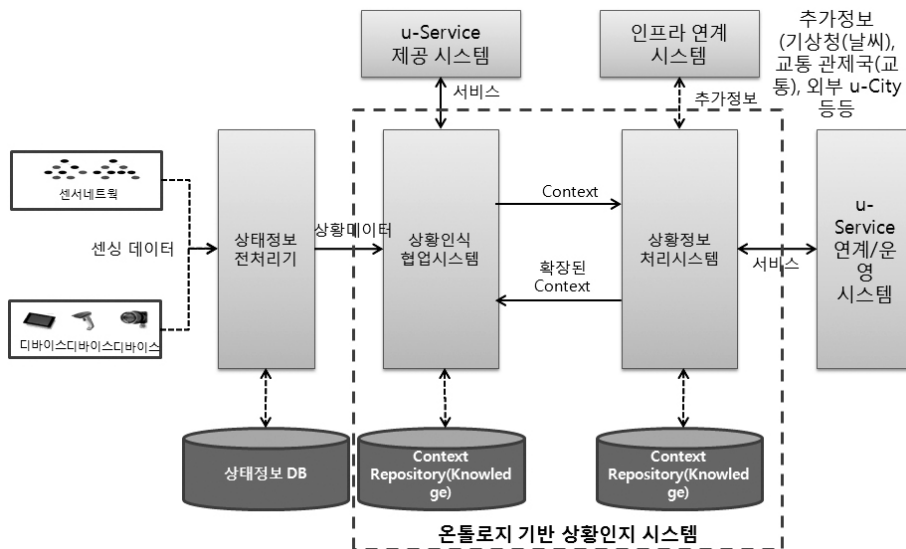 u-Service
제공 시스템
인프라 연계
시스템
추가정보
(기상청(날씨),
교통 관제국(교
통), 외부 u-City
등등
서비스
추가정보
센서네트웍
센싱 데이터
디바이스
디바이스
디바이스
상태정보
전처리기
상황데이터
상황인식
협업시스템
Context
확장된
Context
상황정보
처리시스템
서비스
u-
Service
연계/운
영
시스템
상태정보 DB
Context
Repository(Knowled
ge)
Context
Repository(Knowled
ge)
온톨로지 기반 상황인지 시스템